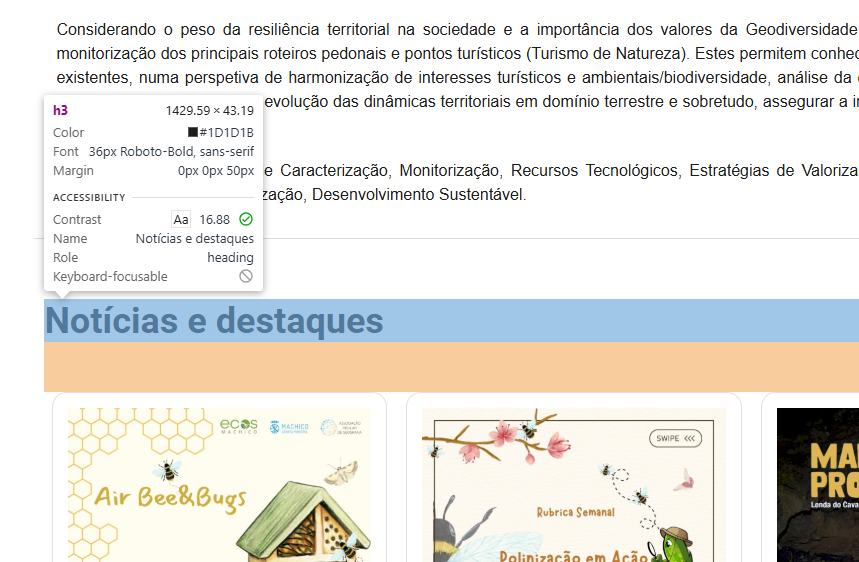 Considerando o peso da resiliência territorial na sociedade e a importância dos valores da Geodiversidade
monitorização dos principais roteiros pedonais e pontos turísticos (Turismo de Natureza). Estes permitem
existentes, numa perspetiva de harmonização de interesses turísticos e ambientais/biodiversidade, análise da
evolução das dinâmicas territoriais em domínio terrestre e sobretudo, assegurar a
h3 1429.59 × 43.19
Color #1D1D1B
Font 36px Roboto-Bold, sans-serif
Margin 0px 0px 50px
ACCESSIBILITY
Contrast Aa 16.88
Name Notícias e destaques
Role heading
Keyboard-focusable
e Caracterização, Monitorização, Recursos Tecnológicos, Estratégias de
zação, Desenvolvimento Sustentável.
Notícias e destaques
ecos
MACHICO
MACHICO
Air Bee&Bugs
SWIPE <<<
Rubrica Semanal
Polinização em Ação
Lenda do Cava